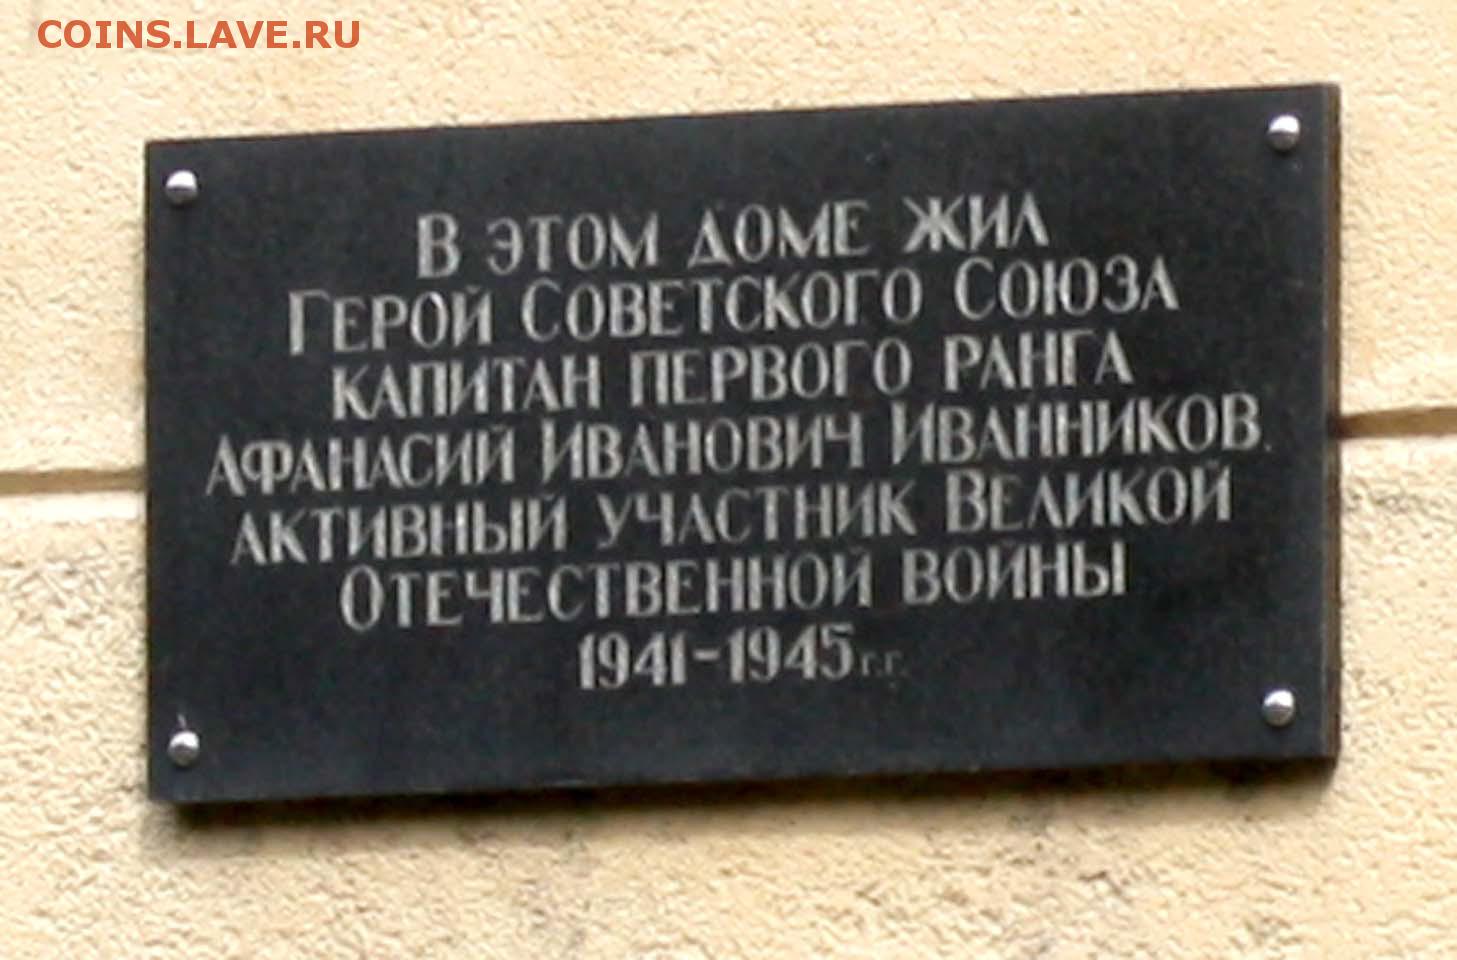 COINS.LAVE.RU
В ЭТОМ ДОМЕ ЖИЛ
ГЕРОЙ СОВЕТСКОГО СОЮЗА
КАПИТАН ПЕРВОГО РАНГА
АФАНАСИЙ ИВАНОВИЧ ИВАННИКОВ.
АКТИВНЫЙ УЧАСТНИК ВЕЛИКОЙ
ОТЕЧЕСТВЕННОЙ ВОЙНЫ
1941-1945 г.г.